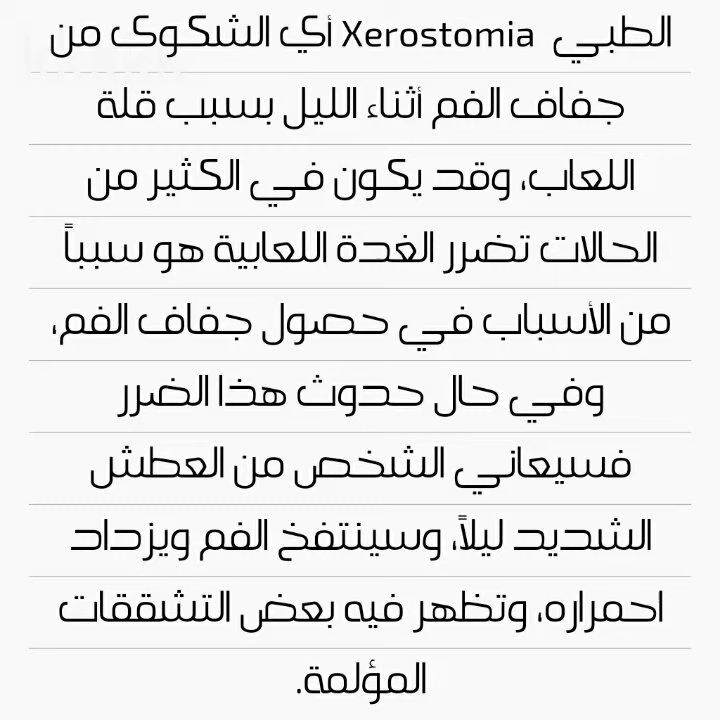 الطبي Xerostomia أي الشكوى من
جفاف الفم أثناء الليل بسبب قلة
اللعاب، وقد يكون في الكثير من
الحالات تضرر الغدة اللعابية هو سبباً
من الأسباب في حصول جفاف الفم،
وفي حال حدوث هذا الضرر
فسيعاني الشخص من العطش
الشديد ليلاً، وسينتفخ الفم ويزداد
احمراره، وتظهر فيه بعض التشققات
المؤلمة.